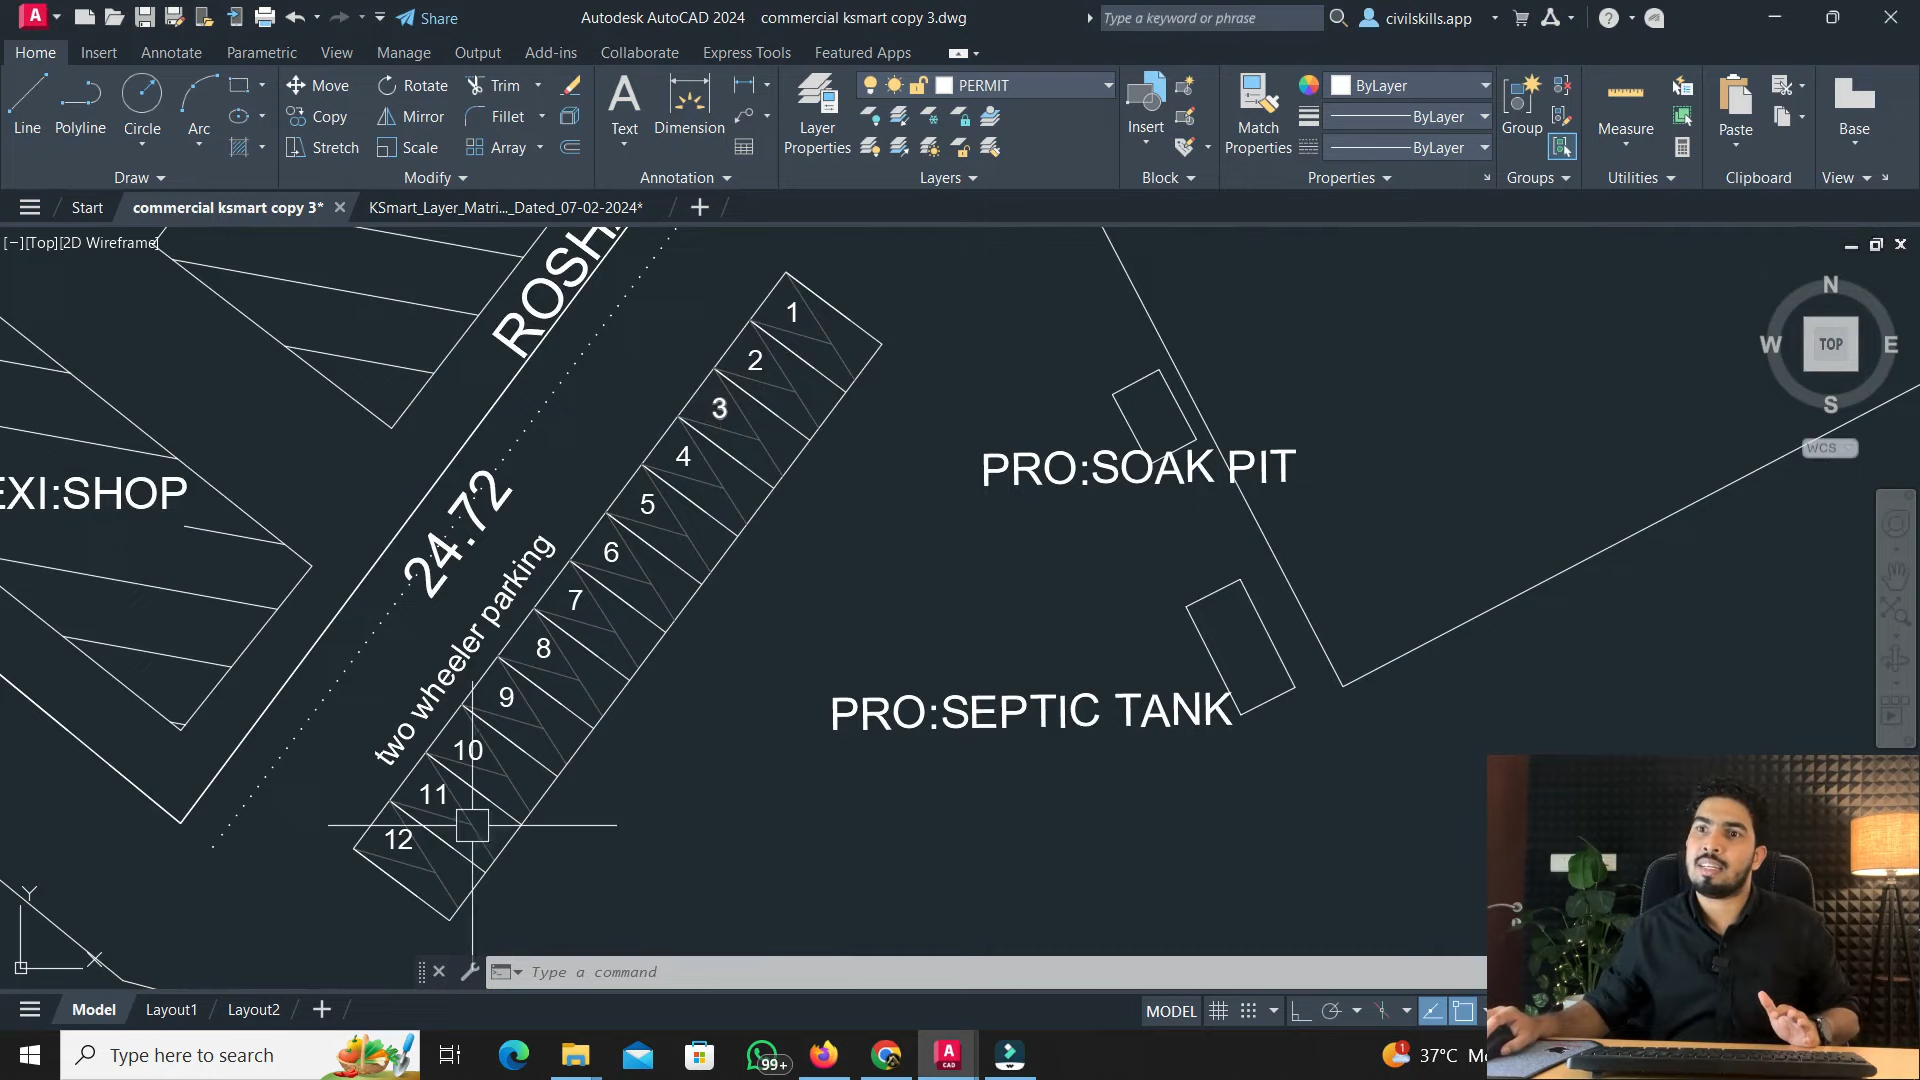 Share
Autodesk AutoCAD 2024 commercial ksmart copy 3.dwg
Type a keyword or phrase
civilskills.app
Home Insert Annotate Parametric View Manage Output Add-ins Collaborate Express Tools Featured Apps
Line Polyline Circle Arc
Move Rotate Trim
Copy Mirror Fillet
Stretch Scale Array
Text Dimension
Layer Properties
PERMIT
Insert
Match Properties
ByLayer
ByLayer
ByLayer
Group
Measure
Paste
Base
Draw Modify Annotation Layers Block Properties Groups Utilities Clipboard View
Start commercial ksmart copy 3* KSmart_Layer_Matri..._Dated_07-02-2024*
[−][Top][2D Wireframe]
N
W TOP E
S
WCS
EXI:SHOP
24.72
two wheeler parking
1
2
3
4
5
6
7
8
9
10
11
12
PRO:SOAK PIT
PRO:SEPTIC TANK
Y
X
Type a command
Model Layout1 Layout2
MODEL
Type here to search
99+
CAD
1
37°C